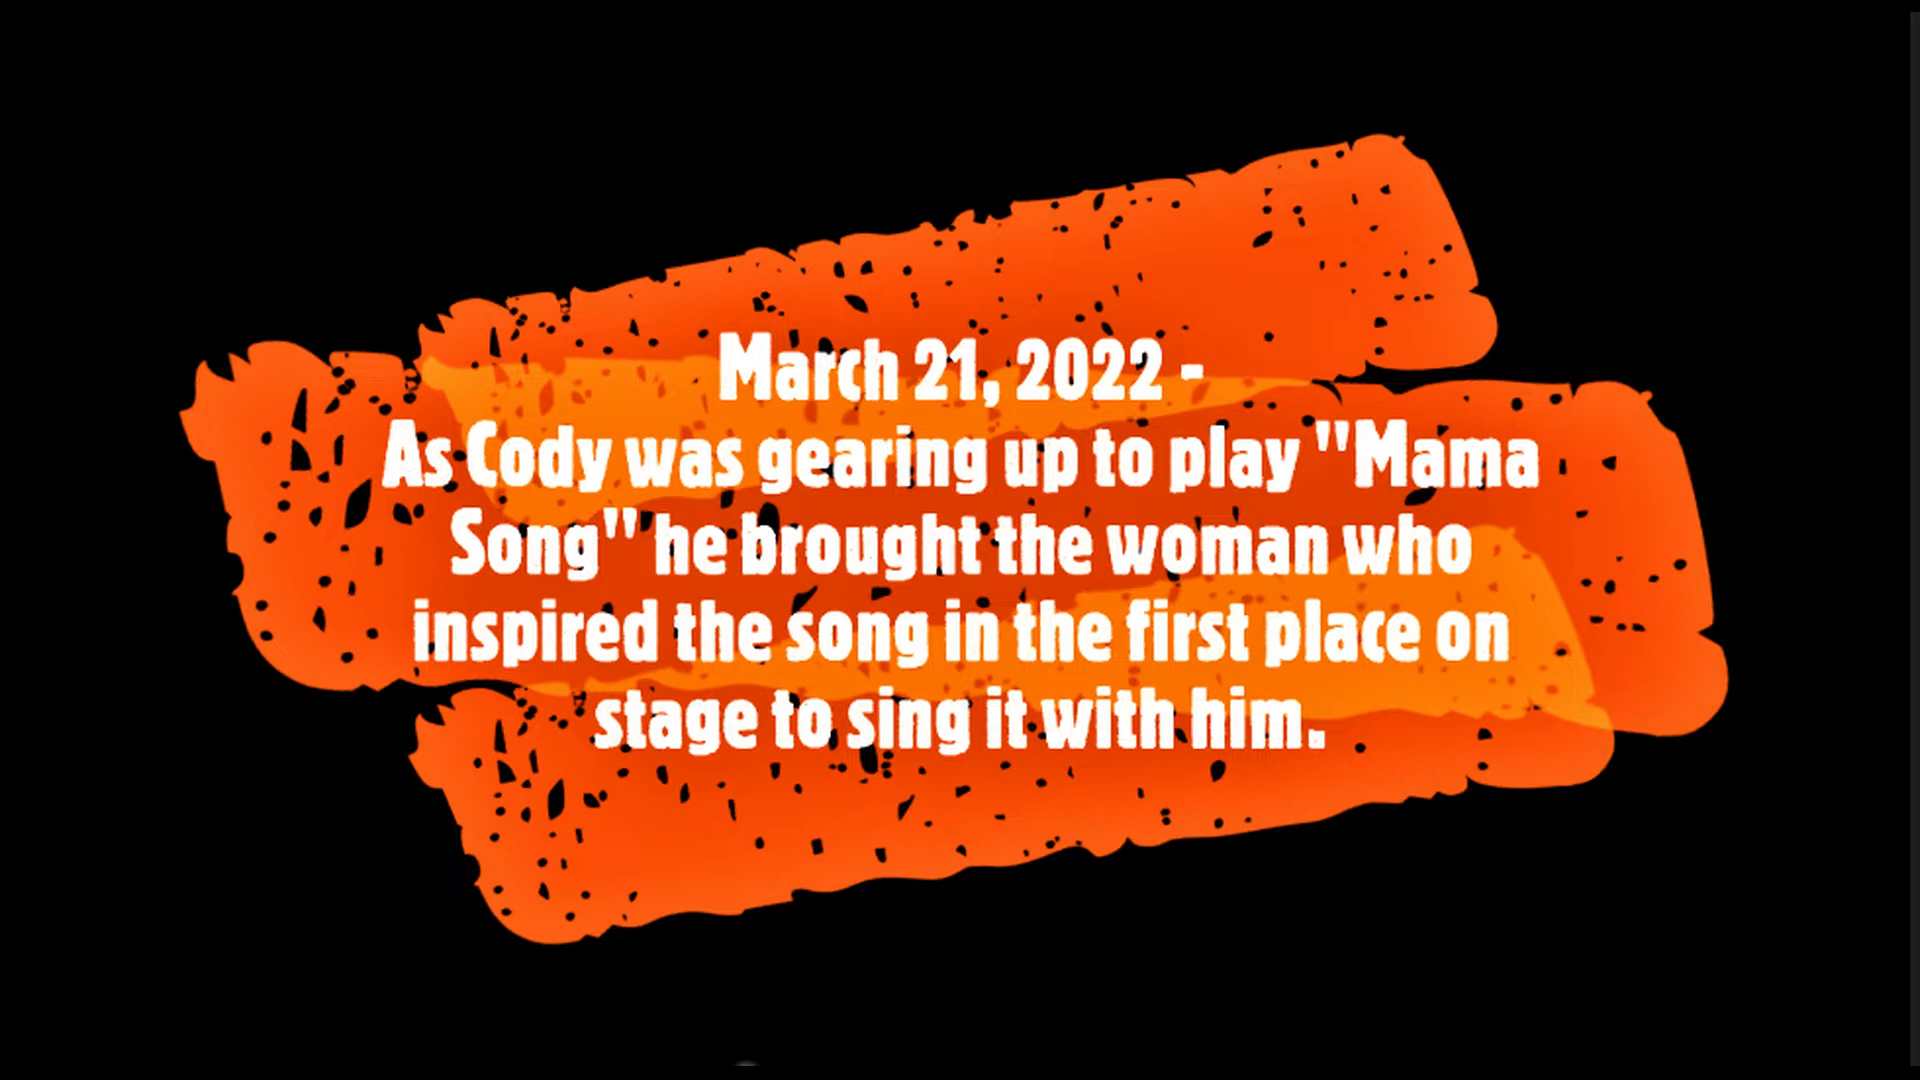 March 21, 2022 -
As Cody was gearing up to play "Mama
Song" he brought the woman who
inspired the song in the first place on
stage to sing it with him.